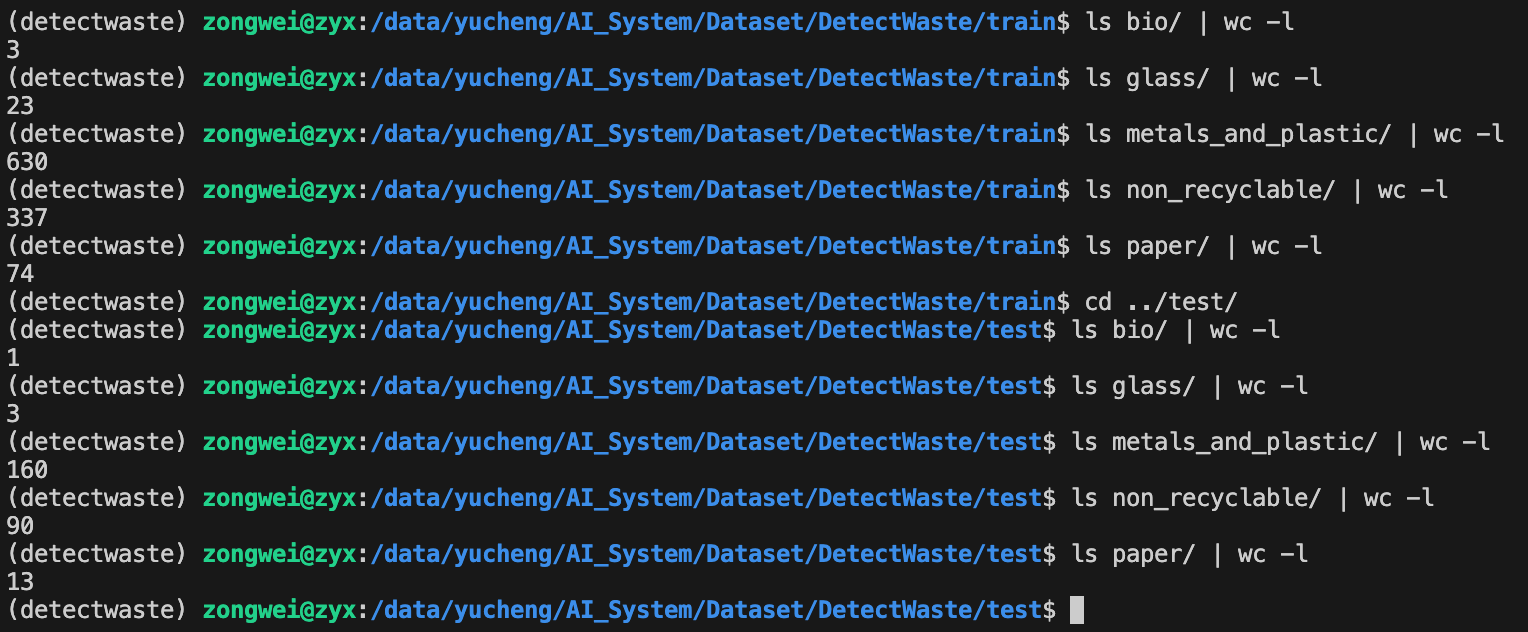 (detectwaste) zongwei@zyx:/data/yucheng/AI_System/Dataset/DetectWaste/train$ ls bio/ | wc -l
3
(detectwaste) zongwei@zyx:/data/yucheng/AI_System/Dataset/DetectWaste/train$ ls glass/ | wc -l
23
(detectwaste) zongwei@zyx:/data/yucheng/AI_System/Dataset/DetectWaste/train$ ls metals_and_plastic/ | wc -l
630
(detectwaste) zongwei@zyx:/data/yucheng/AI_System/Dataset/DetectWaste/train$ ls non_recyclable/ | wc -l
337
(detectwaste) zongwei@zyx:/data/yucheng/AI_System/Dataset/DetectWaste/train$ ls paper/ | wc -l
74
(detectwaste) zongwei@zyx:/data/yucheng/AI_System/Dataset/DetectWaste/train$ cd ../test/
(detectwaste) zongwei@zyx:/data/yucheng/AI_System/Dataset/DetectWaste/test$ ls bio/ | wc -l
1
(detectwaste) zongwei@zyx:/data/yucheng/AI_System/Dataset/DetectWaste/test$ ls glass/ | wc -l
3
(detectwaste) zongwei@zyx:/data/yucheng/AI_System/Dataset/DetectWaste/test$ ls metals_and_plastic/ | wc -l
160
(detectwaste) zongwei@zyx:/data/yucheng/AI_System/Dataset/DetectWaste/test$ ls non_recyclable/ | wc -l
90
(detectwaste) zongwei@zyx:/data/yucheng/AI_System/Dataset/DetectWaste/test$ ls paper/ | wc -l
13
(detectwaste) zongwei@zyx:/data/yucheng/AI_System/Dataset/DetectWaste/test$